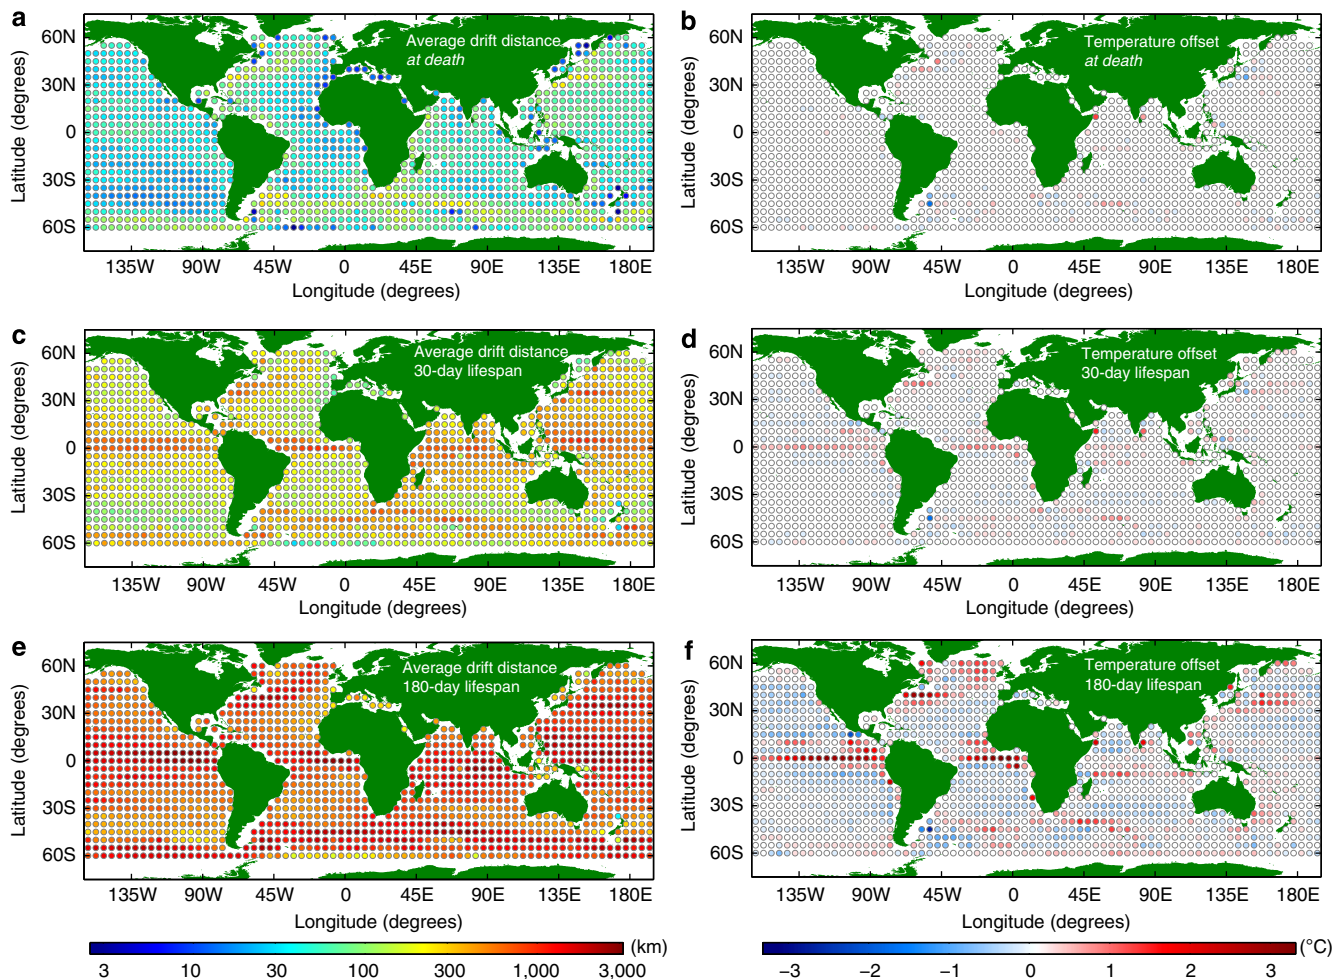 a
Average drift distance
at death
60N
30N
0
30S
60S
Latitude (degrees)
135W 90W 45W 0 45E 90E 135E 180E
Longitude (degrees)
b
Temperature offset
at death
60N
30N
0
30S
60S
Latitude (degrees)
135W 90W 45W 0 45E 90E 135E 180E
Longitude (degrees)
c
Average drift distance
30-day lifespan
60N
30N
0
30S
60S
Latitude (degrees)
135W 90W 45W 0 45E 90E 135E 180E
Longitude (degrees)
d
Temperature offset
30-day lifespan
60N
30N
0
30S
60S
Latitude (degrees)
135W 90W 45W 0 45E 90E 135E 180E
Longitude (degrees)
e
Average drift distance
180-day lifespan
60N
30N
0
30S
60S
Latitude (degrees)
135W 90W 45W 0 45E 90E 135E 180E
Longitude (degrees)
f
Temperature offset
180-day lifespan
60N
30N
0
30S
60S
Latitude (degrees)
135W 90W 45W 0 45E 90E 135E 180E
Longitude (degrees)
(km)
3 10 30 100 300 1,000 3,000
(°C)
−3 −2 −1 0 1 2 3